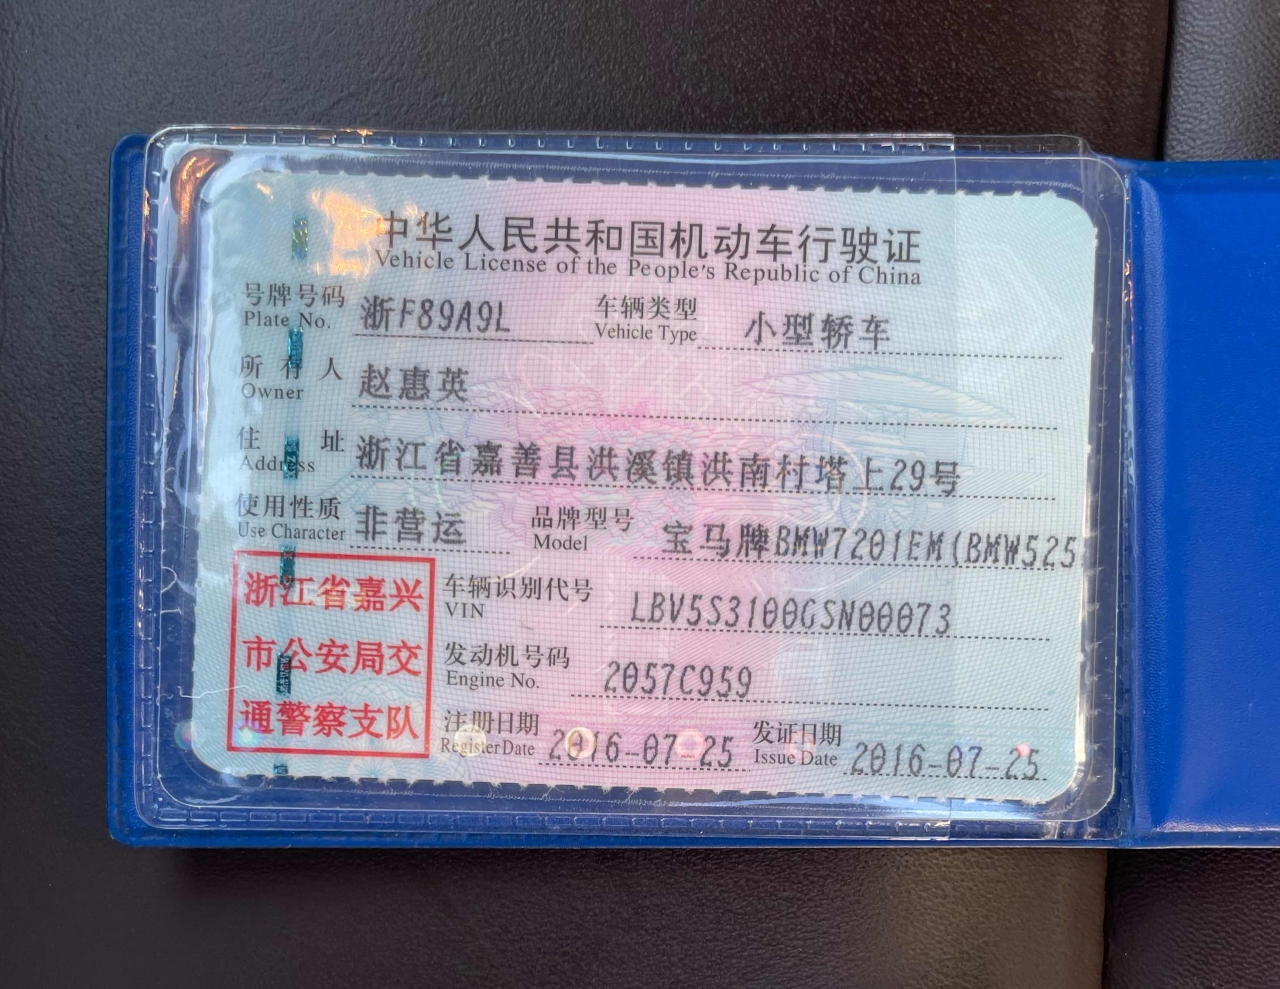 中华人民共和国机动车行驶证
Vehicle License of the People's Republic of China
号牌号码 浙F89A9L 车辆类型 小型轿车
Plate No. Vehicle Type
所有人 赵惠英
Owner
住址 浙江省嘉善县洪溪镇洪南村塔上29号
Address
使用性质 非营运 品牌型号 宝马牌BMW7201EM(BMW525
Use Character Model
浙江省嘉兴
市公安局交
通警察支队
车辆识别代号 LBV5S3100GSN00073
VIN
发动机号码 2057C959
Engine No.
注册日期 2016-07-25 发证日期 2016-07-25
Register Date Issue Date